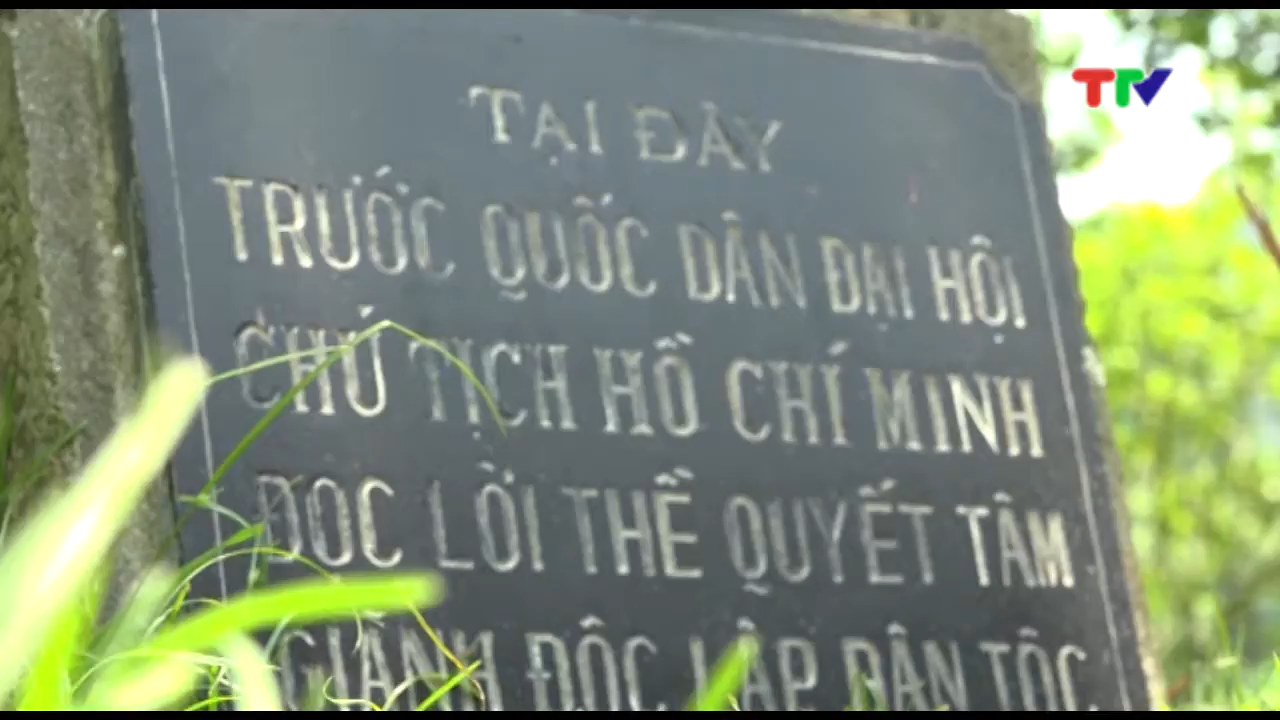 TTV
TẠI ĐÂY
TRƯỚC QUỐC DÂN ĐẠI HỘI
CHỦ TỊCH HỒ CHÍ MINH
ĐỌC LỜI THỀ QUYẾT TÂM
GIÀNH ĐỘC LẬP DÂN TỘC